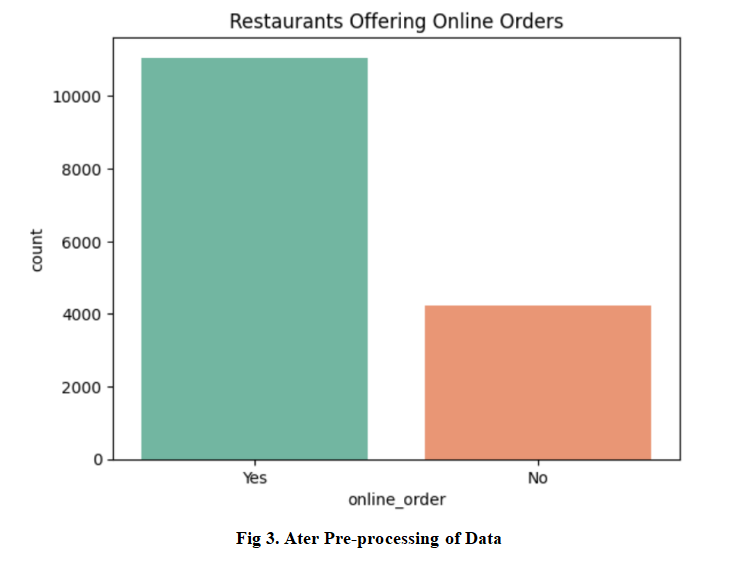 Restaurants Offering Online Orders
10000
8000
6000
4000
2000
0
count
Yes No
online_order
Fig 3. Ater Pre-processing of Data